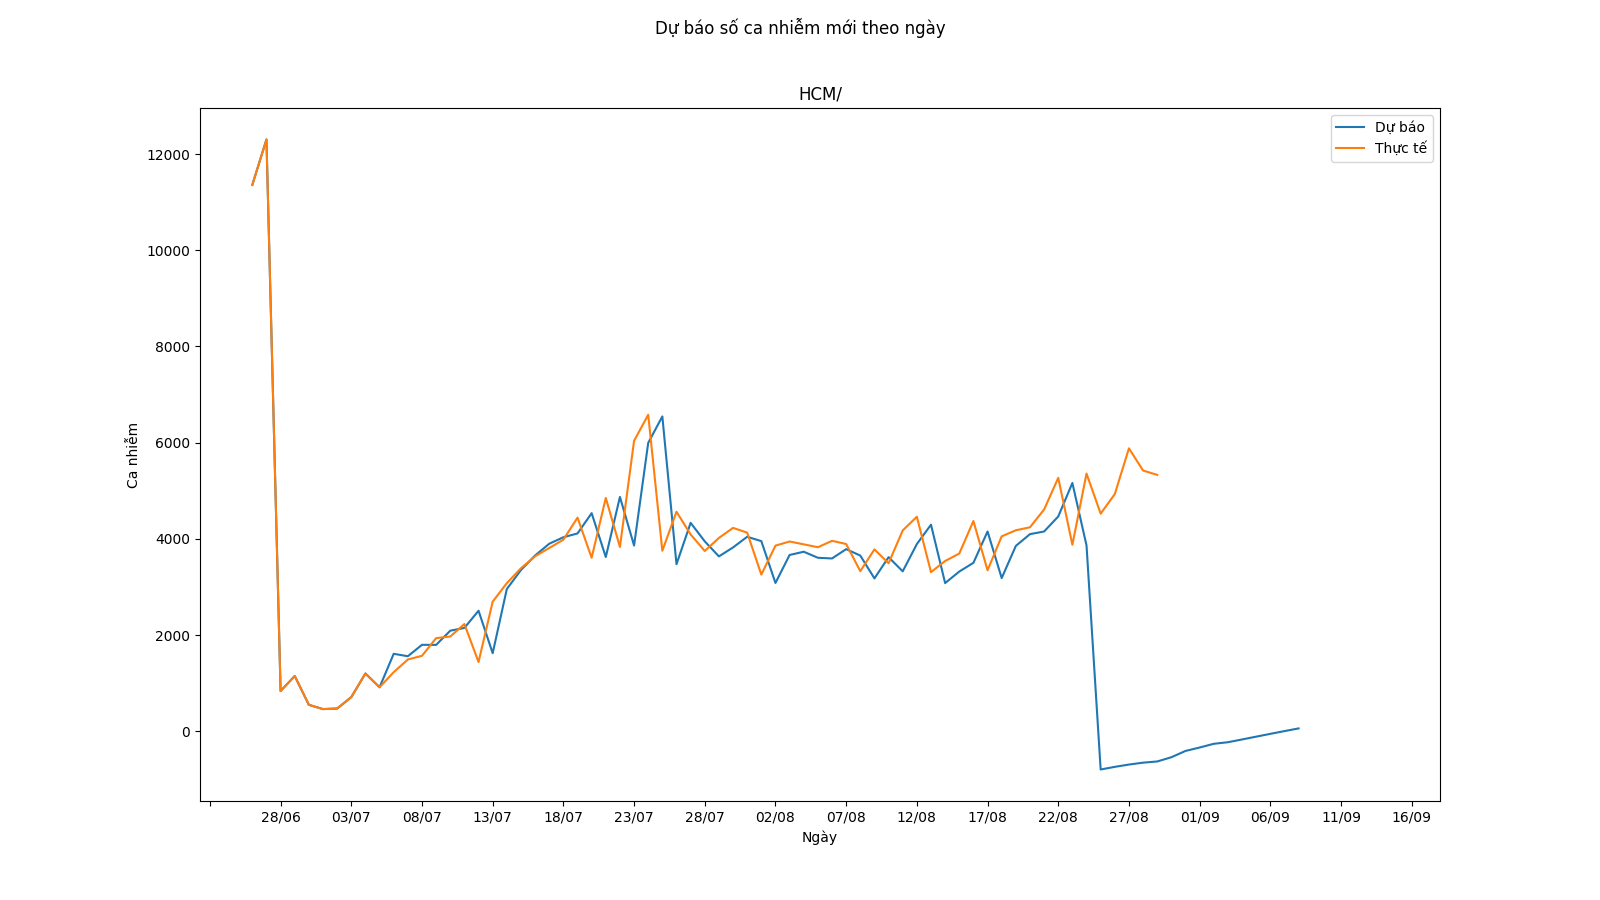 Dự báo số ca nhiễm mới theo ngày
HCM/
Dự báo
Thực tế
12000
10000
8000
6000
4000
2000
0
Ca nhiễm
28/06 03/07 08/07 13/07 18/07 23/07 28/07 02/08 07/08 12/08 17/08 22/08 27/08 01/09 06/09 11/09 16/09
Ngày